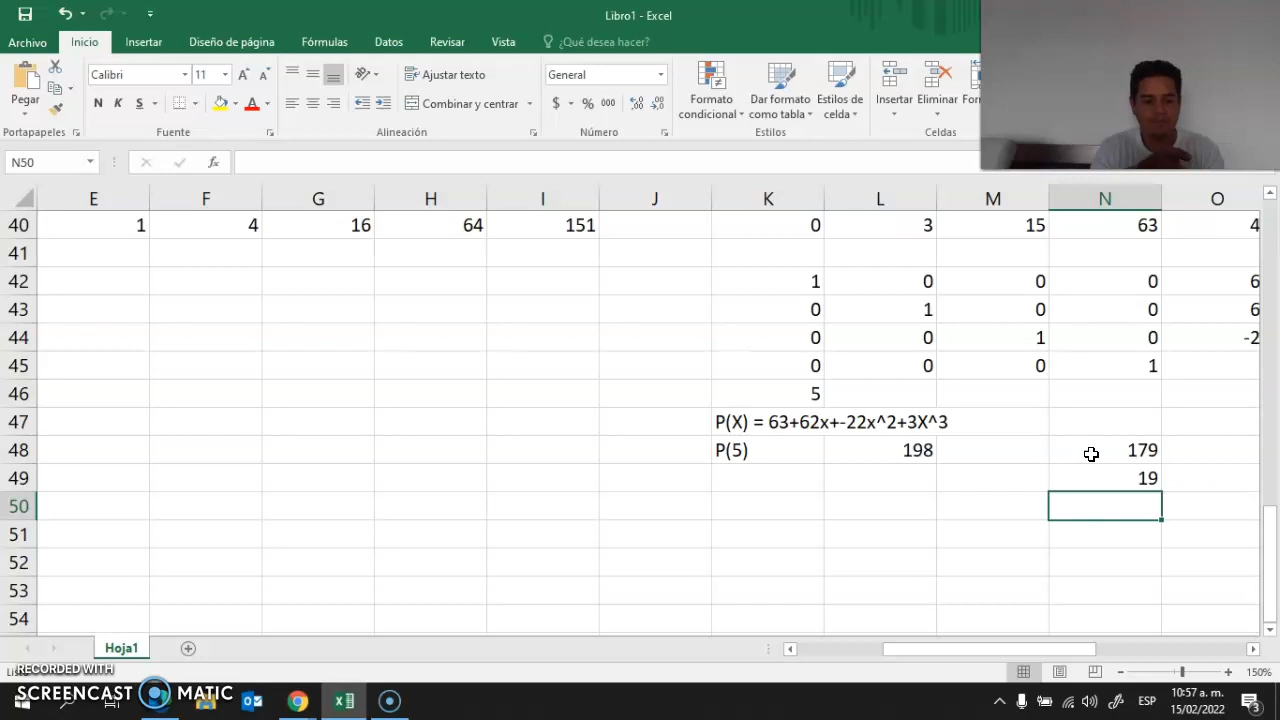 Libro1 - Excel
Archivo Inicio Insertar Diseño de página Fórmulas Datos Revisar Vista ¿Qué desea hacer?
Calibri 11 Ajustar texto General
Pegar N K S Combinar y centrar $ % 000 Formato condicional Dar formato como tabla Estilos de celda Insertar Eliminar
Portapapeles Fuente Alineación Número Estilos Celdas
N50 fx
E F G H I J K L M N O
40 1 4 16 64 151 0 3 15 63 4
41
42 1 0 0 0 6
43 0 1 0 0 6
44 0 0 1 0 -2
45 0 0 0 1
46 5
47 P(X) = 63+62x+-22x^2+3X^3
48 P(5) 198 179
49 19
50
51
52
53
54
Hoja1
150%
RECORDED WITH
SCREENCAST MATIC
ESP
10:57 a. m.
15/02/2022
3